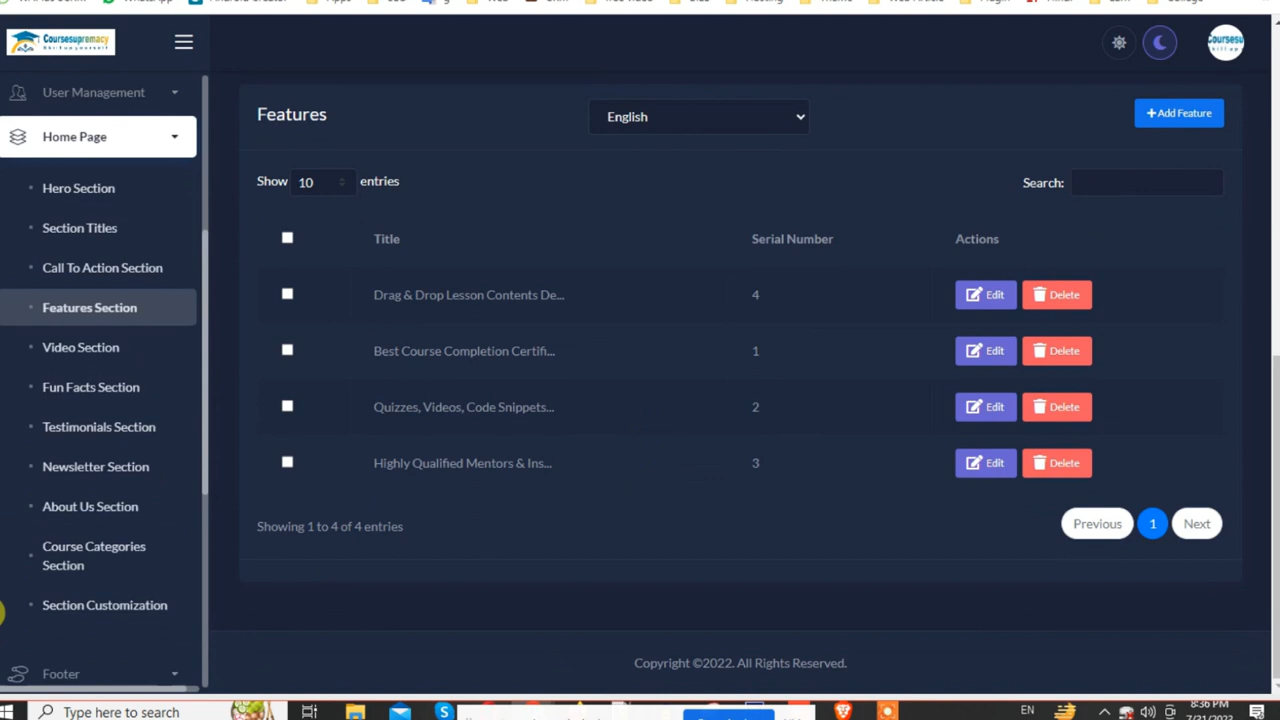 Coursesupremacy
User Management
Home Page
Hero Section
Section Titles
Call To Action Section
Features Section
Video Section
Fun Facts Section
Testimonials Section
Newsletter Section
About Us Section
Course Categories
Section
Section Customization
Footer
Features
English
+Add Feature
Show 10 entries
Search:
Title Serial Number Actions
Drag & Drop Lesson Contents De... 4 Edit Delete
Best Course Completion Certifi... 1 Edit Delete
Quizzes, Videos, Code Snippets... 2 Edit Delete
Highly Qualified Mentors & Ins... 3 Edit Delete
Showing 1 to 4 of 4 entries
Previous 1 Next
Copyright ©2022. All Rights Reserved.
Type here to search
EN
8:36 PM